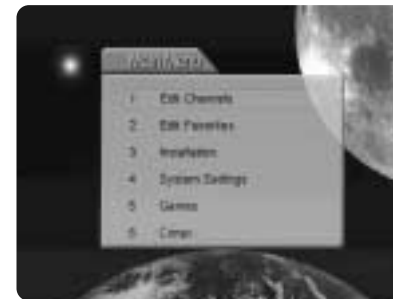 1 Edit Channels
2 Edit Favorites
3 Installation
4 System Settings
5 Games
6